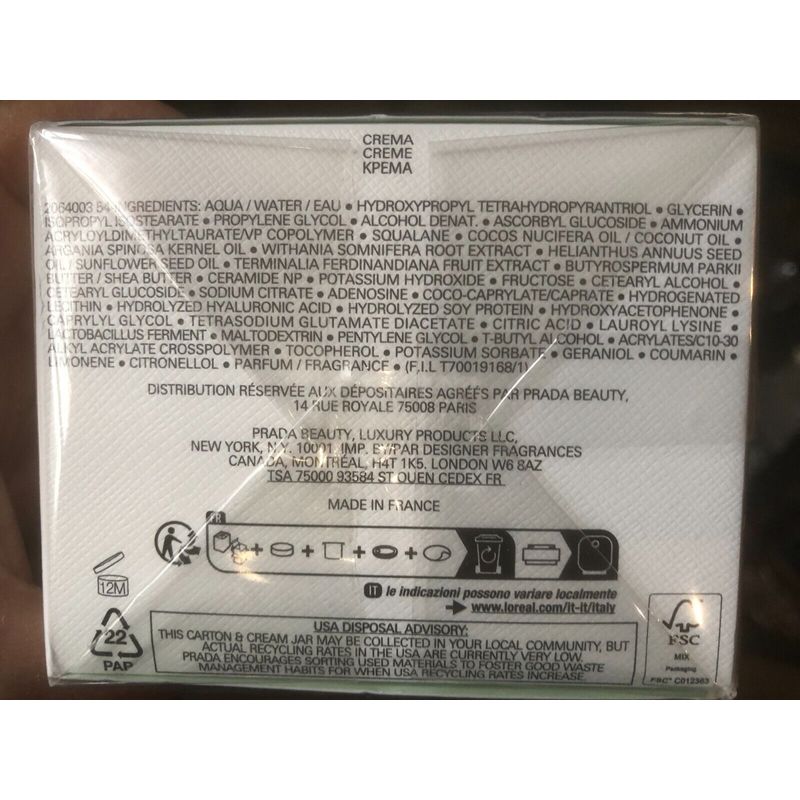 CREMA
CREME
КРЕМА
2064003 84-INGREDIENTS: AQUA / WATER / EAU • HYDROXYPROPYL TETRAHYDROPYRANTRIOL • GLYCERIN •
ISOPROPYL ISOSTEARATE • PROPYLENE GLYCOL • ALCOHOL DENAT. • ASCORBYL GLUCOSIDE • AMMONIUM
ACRYLOYLDIMETHYLTAURATE/VP COPOLYMER • SQUALANE • COCOS NUCIFERA OIL / COCONUT OIL •
ARGANIA SPINOSA KERNEL OIL • WITHANIA SOMNIFERA ROOT EXTRACT • HELIANTHUS ANNUUS SEED
OIL / SUNFLOWER SEED OIL • TERMINALIA FERDINANDIANA FRUIT EXTRACT • BUTYROSPERMUM PARKII
BUTTER / SHEA BUTTER • CERAMIDE NP • POTASSIUM HYDROXIDE • FRUCTOSE • CETEARYL ALCOHOL •
CETEARYL GLUCOSIDE • SODIUM CITRATE • ADENOSINE • COCO-CAPRYLATE/CAPRATE • HYDROGENATED
LECITHIN • HYDROLYZED HYALURONIC ACID • HYDROLYZED SOY PROTEIN • HYDROXYACETOPHENONE •
CAPRYLYL GLYCOL • TETRASODIUM GLUTAMATE DIACETATE • CITRIC ACID • LAUROYL LYSINE •
LACTOBACILLUS FERMENT • MALTODEXTRIN • PENTYLENE GLYCOL • T-BUTYL ALCOHOL • ACRYLATES/C10-30
ALKYL ACRYLATE CROSSPOLYMER • TOCOPHEROL • POTASSIUM SORBATE • GERANIOL • COUMARIN •
LIMONENE • CITRONELLOL • PARFUM / FRAGRANCE • (F.I.L T70019168/1)
DISTRIBUTION RÉSERVÉE AUX DÉPOSITAIRES AGRÉÉS PAR PRADA BEAUTY,
14 RUE ROYALE 75008 PARIS
PRADA BEAUTY, LUXURY PRODUCTS LLC,
NEW YORK, N.Y. 10001. IMP. BY/PAR DESIGNER FRAGRANCES
CANADA, MONTRÉAL, H4T 1K5. LONDON W6 8AZ
TSA 75000 93584 ST OUEN CEDEX FR
MADE IN FRANCE
FR
+ + + +
12M
IT le indicazioni possono variare localmente
www.loreal.com/it-it/italy
22
PAP
USA DISPOSAL ADVISORY:
THIS CARTON & CREAM JAR MAY BE COLLECTED IN YOUR LOCAL COMMUNITY, BUT
ACTUAL RECYCLING RATES IN THE USA ARE CURRENTLY VERY LOW.
PRADA ENCOURAGES SORTING USED MATERIALS TO FOSTER GOOD WASTE
MANAGEMENT HABITS FOR WHEN USA RECYCLING RATES INCREASE.
FSC
MIX
Packaging
FSC® C012363